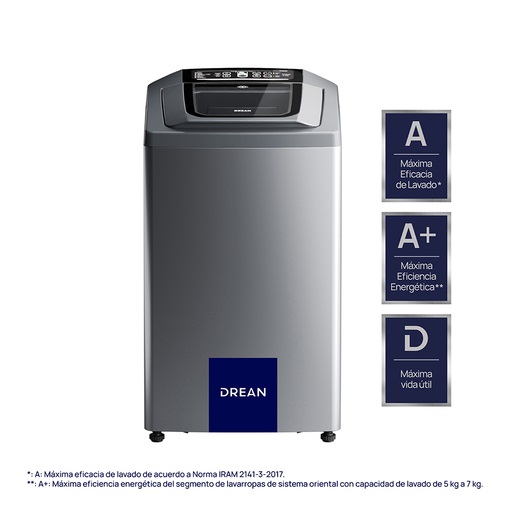 DREAN
A
Máxima
Eficacia
de Lavado*
A+
Máxima
Eficiencia
Energética**
D
Máxima
vida útil
DREAN
*: A: Máxima eficacia de lavado de acuerdo a Norma IRAM 2141-3-2017.
**: A+: Máxima eficiencia energética del segmento de lavarropas de sistema oriental con capacidad de lavado de 5 kg a 7 kg.